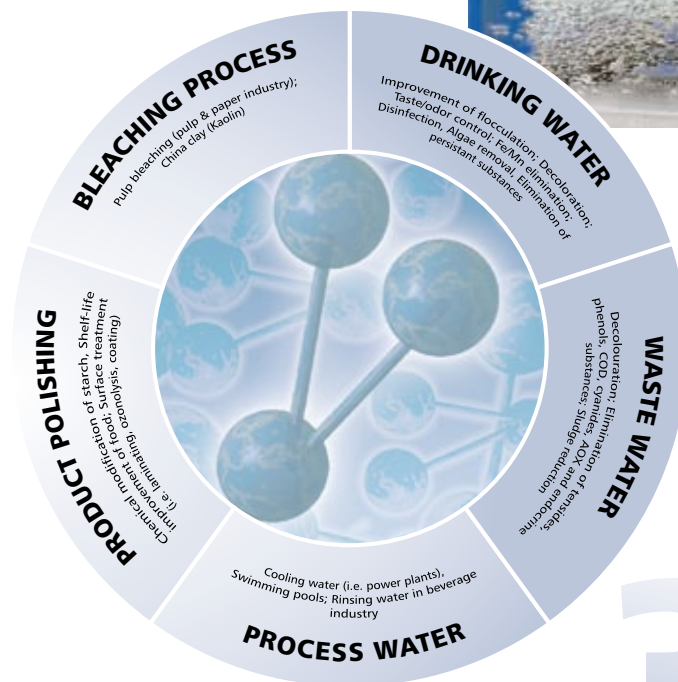 BLEACHING PROCESS
Pulp bleaching (pulp & paper industry);
China clay (Kaolin)
DRINKING WATER
Improvement of flocculation; Decoloration;
Taste/odor control; Fe/Mn elimination;
Disinfection, Algae removal, Elimination of
persistant substances
WASTE WATER
Decolouration; Elimination of tensides,
phenols, COD, cyanides, AOX and endocrine
substances; Sludge reduction
Cooling water (i.e. power plants),
Swimming pools; Rinsing water in beverage
industry
PROCESS WATER
PRODUCT POLISHING
Chemical modification of starch, Shelf-life
improvement of food; Surface treatment
(i.e. laminating, ozonolysis, coating)